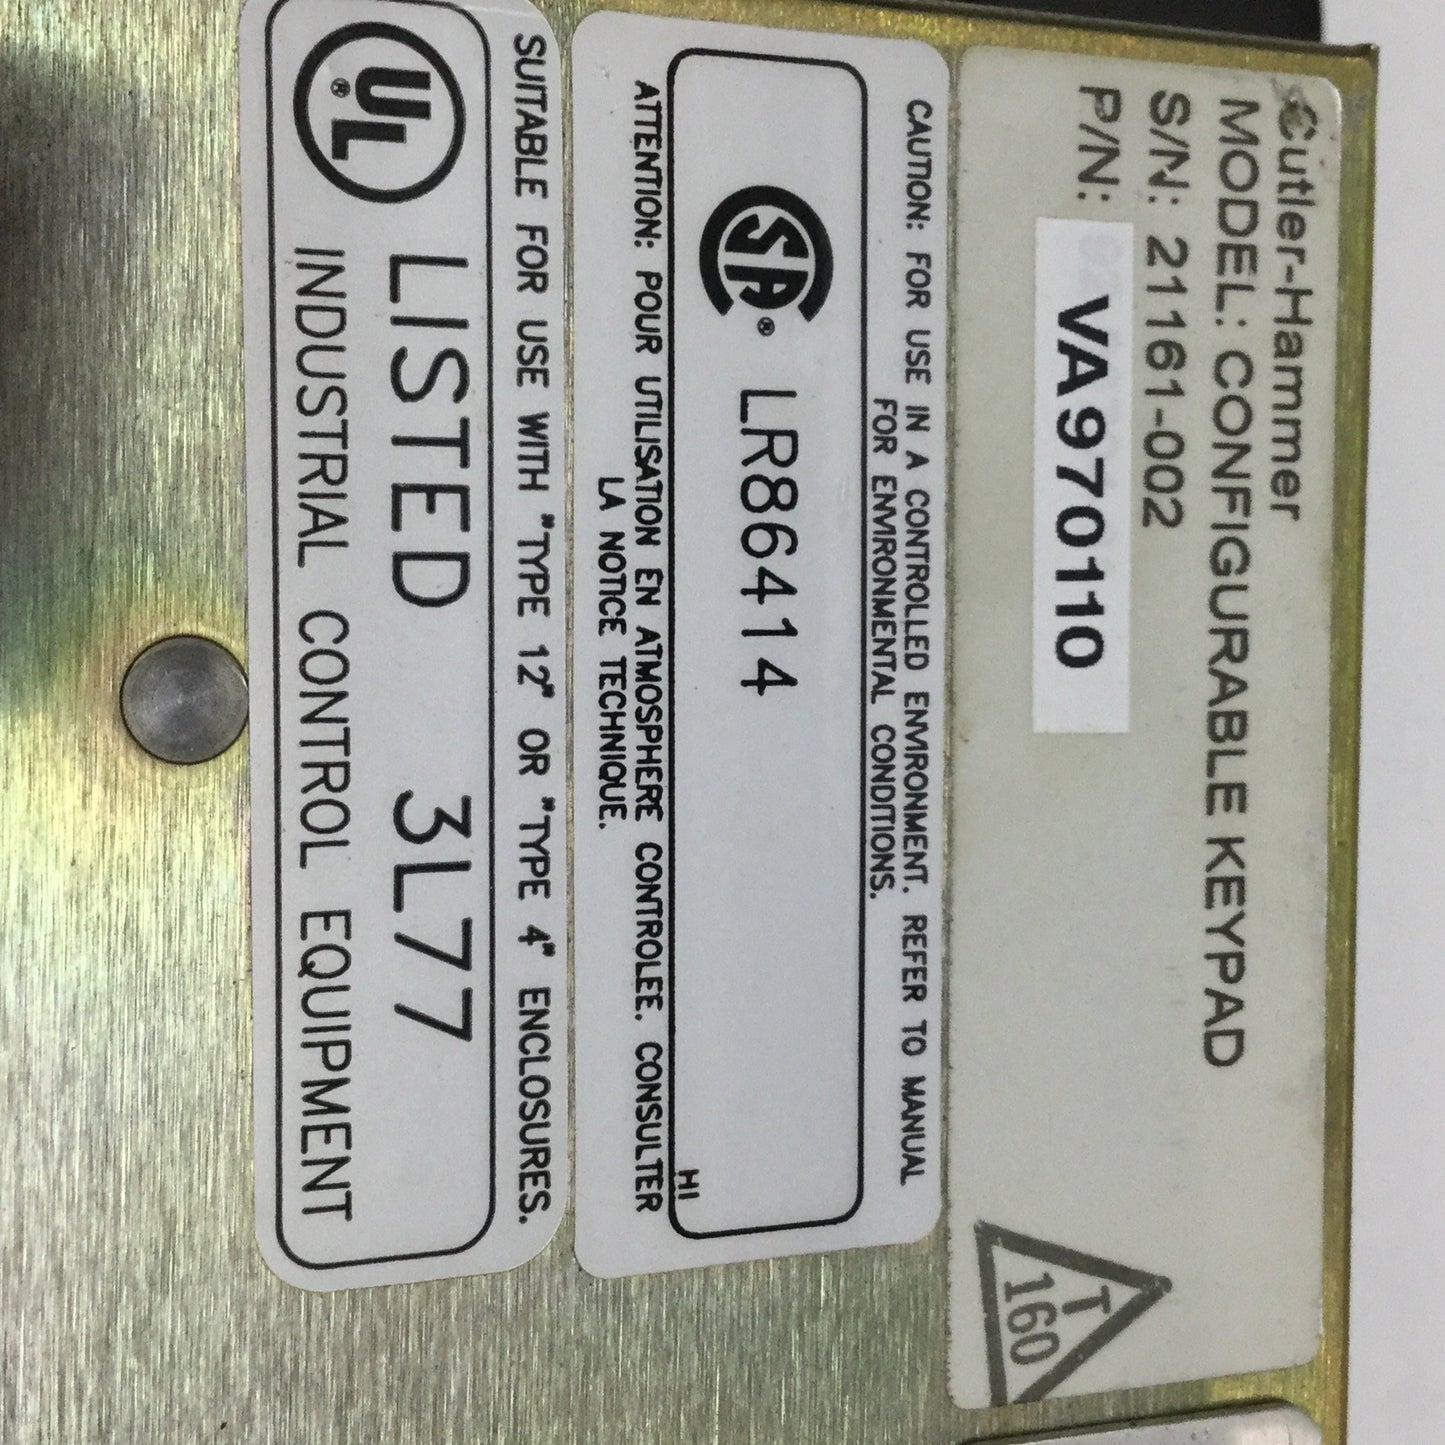 Cutler-Hammer
MODEL: CONFIGURABLE KEYPAD
S/N: 21161-002
P/N: VA970110
T
160
CAUTION: FOR USE IN A CONTROLLED ENVIRONMENT. REFER TO MANUAL
FOR ENVIRONMENTAL CONDITIONS.
SA® LR86414
HI
ATTENTION: POUR UTILISATION EN ATMOSPHERE CONTROLEE. CONSULTER
LA NOTICE TECHNIQUE.
SUITABLE FOR USE WITH "TYPE 12" OR "TYPE 4" ENCLOSURES.
UL® LISTED 3L77
INDUSTRIAL CONTROL EQUIPMENT